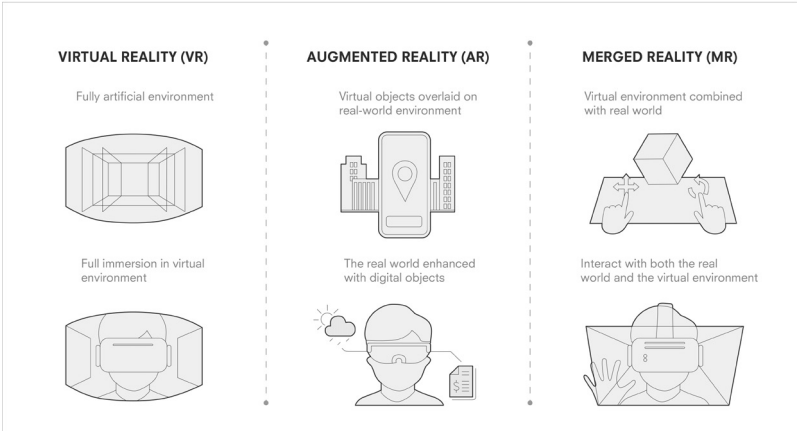 VIRTUAL REALITY (VR)
Fully artificial environment
Full immersion in virtual
environment
AUGMENTED REALITY (AR)
Virtual objects overlaid on
real-world environment
The real world enhanced
with digital objects
$
MERGED REALITY (MR)
Virtual environment combined
with real world
Interact with both the real
world and the virtual environment